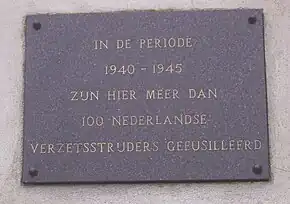 IN DE PERIODE
1940 - 1945
ZIJN HIER MEER DAN
100 NEDERLANDSE
VERZETSSTRIJDERS GEFUSILLEERD